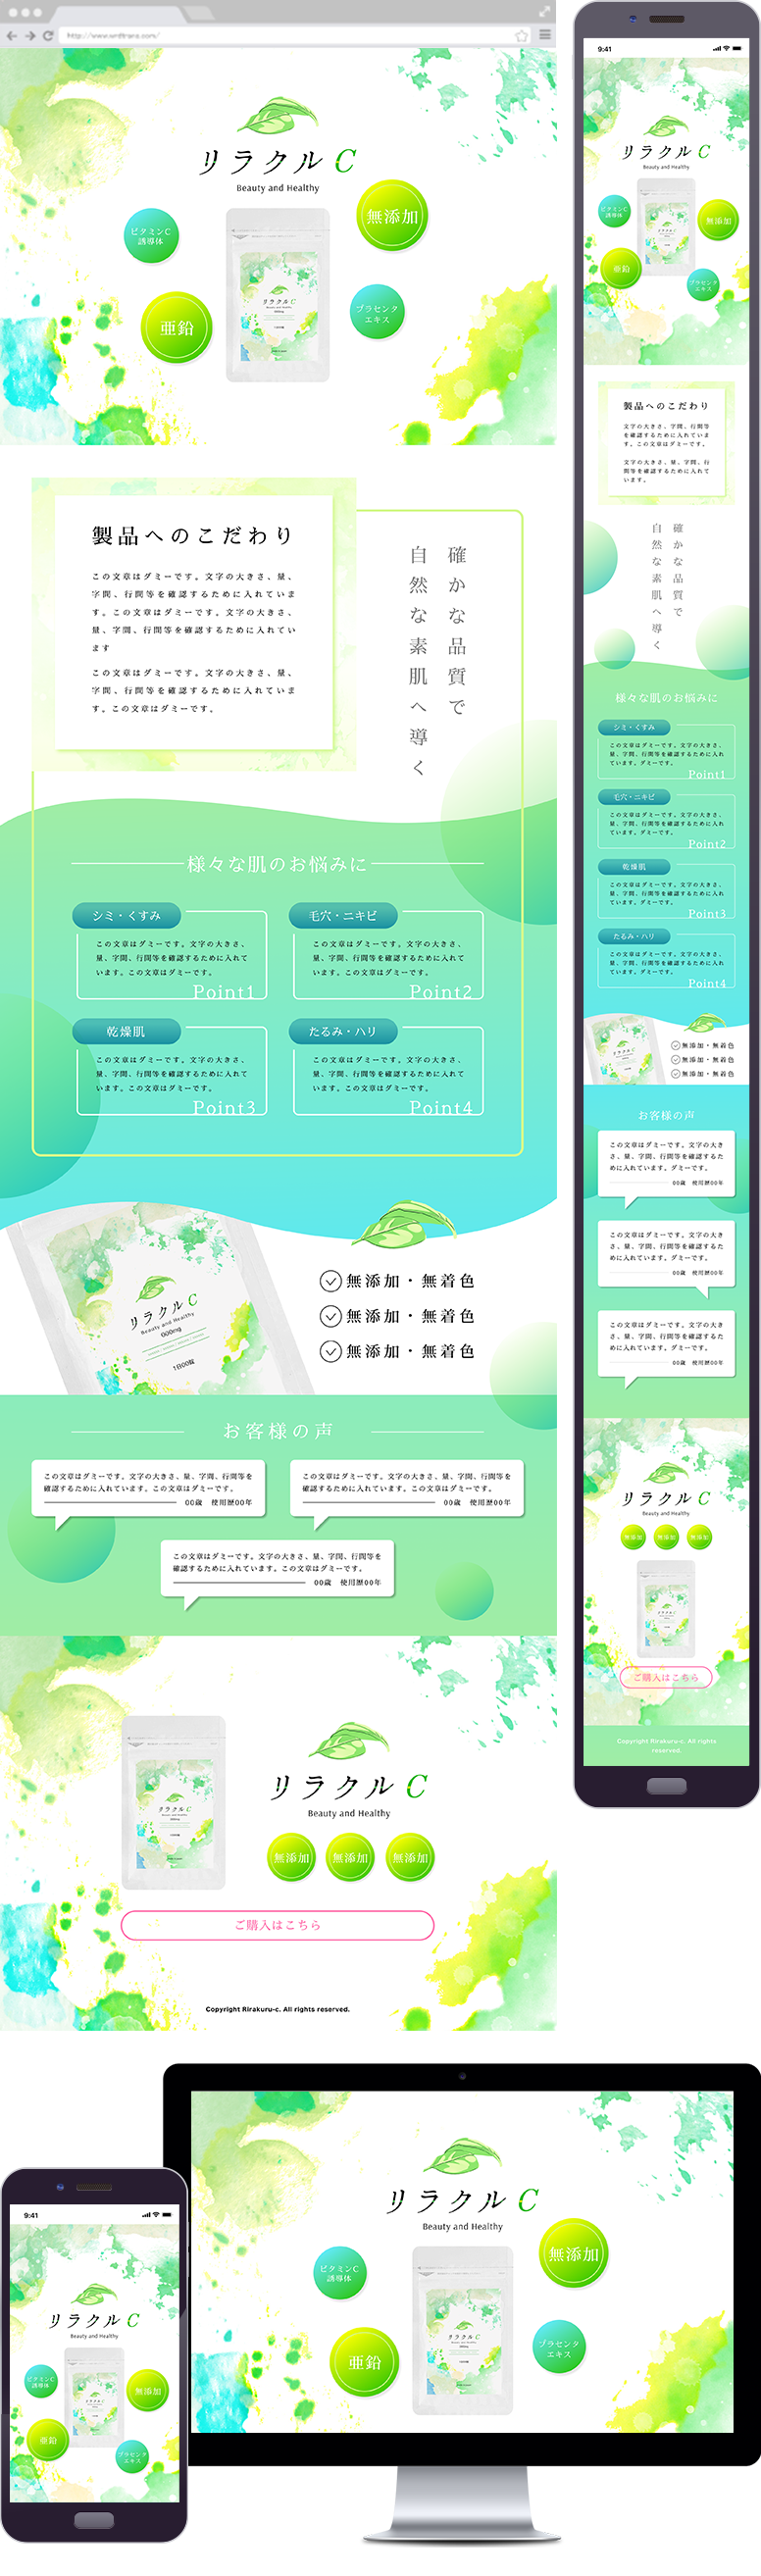 http://www.wrdtrans.com/
リラクルC
Beauty and Healthy
ビタミンC
誘導体
無添加
亜鉛
プラセンタ
エキス
リラクルC
製品へのこだわり
この文章はダミーです。文字の大きさ、量、
字間、行間等を確認するために入れていま
す。この文章はダミーです。文字の大きさ、
量、字間、行間等を確認するために入れてい
ます
この文章はダミーです。文字の大きさ、量、
字間、行間等を確認するために入れていま
す。この文章はダミーです。
確かな品質で
自然な素肌へ導く
様々な肌のお悩みに
シミ・くすみ
この文章はダミーです。文字の大きさ、
量、字間、行間等を確認するために入れて
います。この文章はダミーです。
Point1
毛穴・ニキビ
この文章はダミーです。文字の大きさ、
量、字間、行間等を確認するために入れて
います。この文章はダミーです。
Point2
乾燥肌
この文章はダミーです。文字の大きさ、
量、字間、行間等を確認するために入れて
います。この文章はダミーです。
Point3
たるみ・ハリ
この文章はダミーです。文字の大きさ、
量、字間、行間等を確認するために入れて
います。この文章はダミーです。
Point4
リラクルC
Beauty and Healthy
900mg
1日00錠
無添加・無着色
無添加・無着色
無添加・無着色
お客様の声
この文章はダミーです。文字の大きさ、量、字間、行間等を
確認するために入れています。この文章はダミーです。
00歳 使用歴00年
この文章はダミーです。文字の大きさ、量、字間、行間等を
確認するために入れています。この文章はダミーです。
00歳 使用歴00年
この文章はダミーです。文字の大きさ、量、字間、行間等を
確認するために入れています。この文章はダミーです。
00歳 使用歴00年
リラクルC
Beauty and Healthy
リラクルC
無添加
無添加
無添加
ご購入はこちら
Copyright Rirakuru-c. All rights reserved.
9:41
リラクルC
Beauty and Healthy
ビタミンC
誘導体
無添加
亜鉛
プラセンタ
エキス
製品へのこだわり
文字の大きさ、字間、行間等
を確認するために入れていま
す。この文章はダミーです。
文字の大きさ、量、字間、行
間等を確認するために入れて
います。
確かな品質で
自然な素肌へ導く
様々な肌のお悩みに
シミ・くすみ
この文章はダミーです。文字の大きさ、
量、字間、行間等を確認するために入れ
ています。ダミーです。
Point1
毛穴・ニキビ
この文章はダミーです。文字の大きさ、
量、字間、行間等を確認するために入れ
ています。ダミーです。
Point2
乾燥肌
この文章はダミーです。文字の大きさ、
量、字間、行間等を確認するために入れ
ています。ダミーです。
Point3
たるみ・ハリ
この文章はダミーです。文字の大きさ、
量、字間、行間等を確認するために入れ
ています。ダミーです。
Point4
無添加・無着色
無添加・無着色
無添加・無着色
お客様の声
この文章はダミーです。文字の大き
さ、量、字間、行間等を確認するた
めに入れています。ダミーです。
00歳 使用歴00年
この文章はダミーです。文字の大き
さ、量、字間、行間等を確認するた
めに入れています。ダミーです。
00歳 使用歴00年
この文章はダミーです。文字の大き
さ、量、字間、行間等を確認するた
めに入れています。ダミーです。
00歳 使用歴00年
リラクルC
Beauty and Healthy
無添加
無添加
無添加
ご購入はこちら
Copyright Rirakuru-c. All rights
reserved.
9:41
リラクルC
Beauty and Healthy
ビタミンC
誘導体
無添加
亜鉛
プラセンタ
エキス
リラクルC
Beauty and Healthy
ビタミンC
誘導体
無添加
亜鉛
プラセンタ
エキス
リラクルC